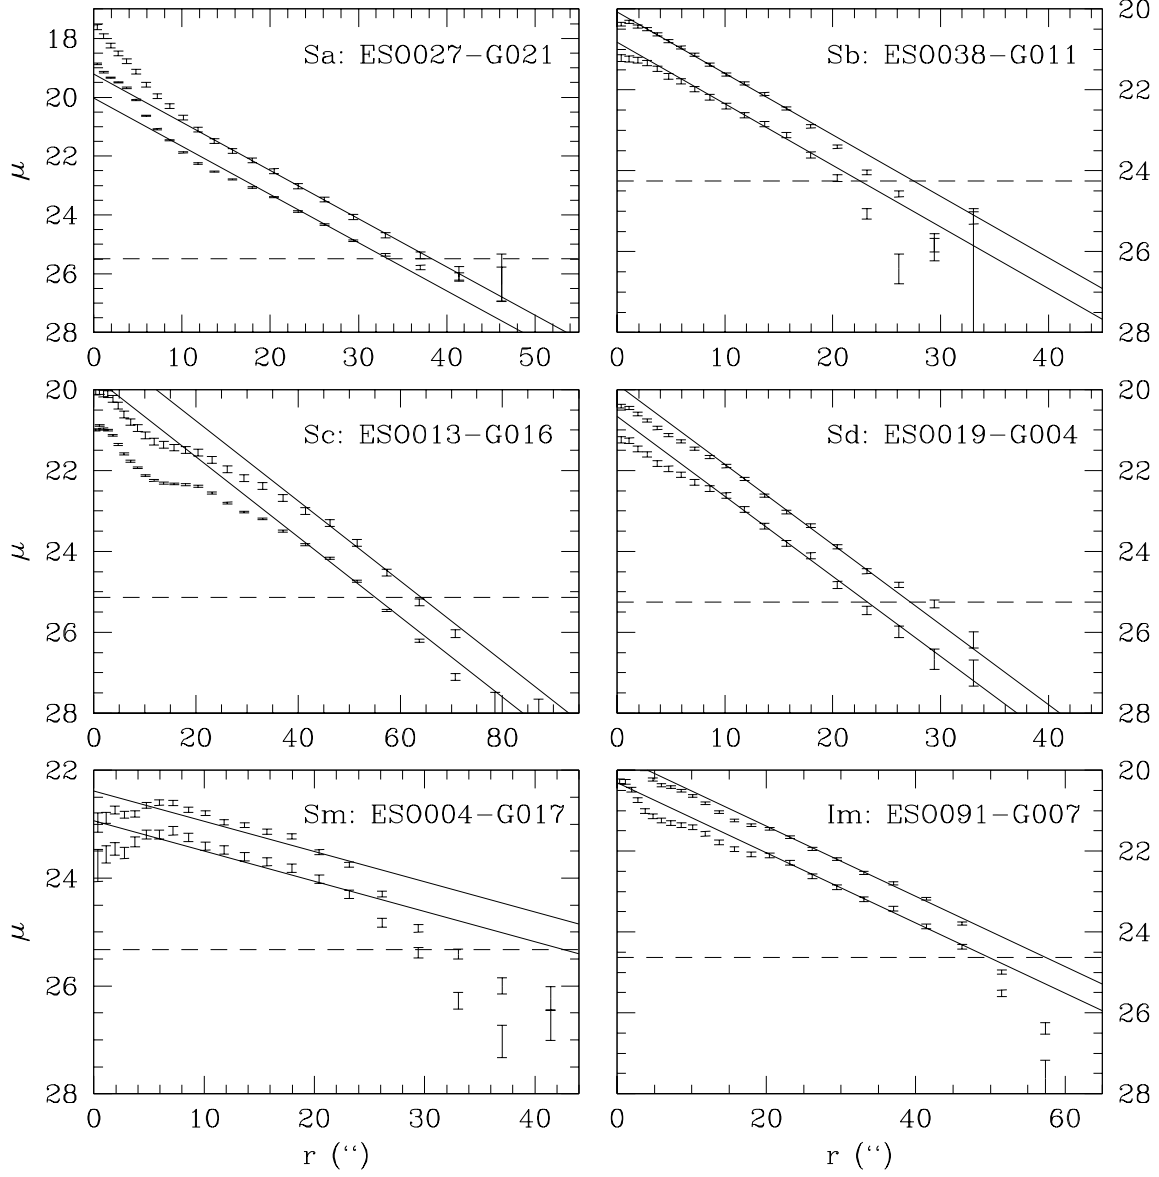 Sa: ESO027-G021
18
20
22
24
26
28
μ
0 10 20 30 40 50
Sb: ESO038-G011
20
22
24
26
28
0 10 20 30 40
Sc: ESO013-G016
20
22
24
26
28
μ
0 20 40 60 80
Sd: ESO019-G004
20
22
24
26
28
0 10 20 30 40
Sm: ESO004-G017
22
24
26
28
μ
0 10 20 30 40
r (“)
Im: ESO091-G007
20
22
24
26
28
0 20 40 60
r (“)